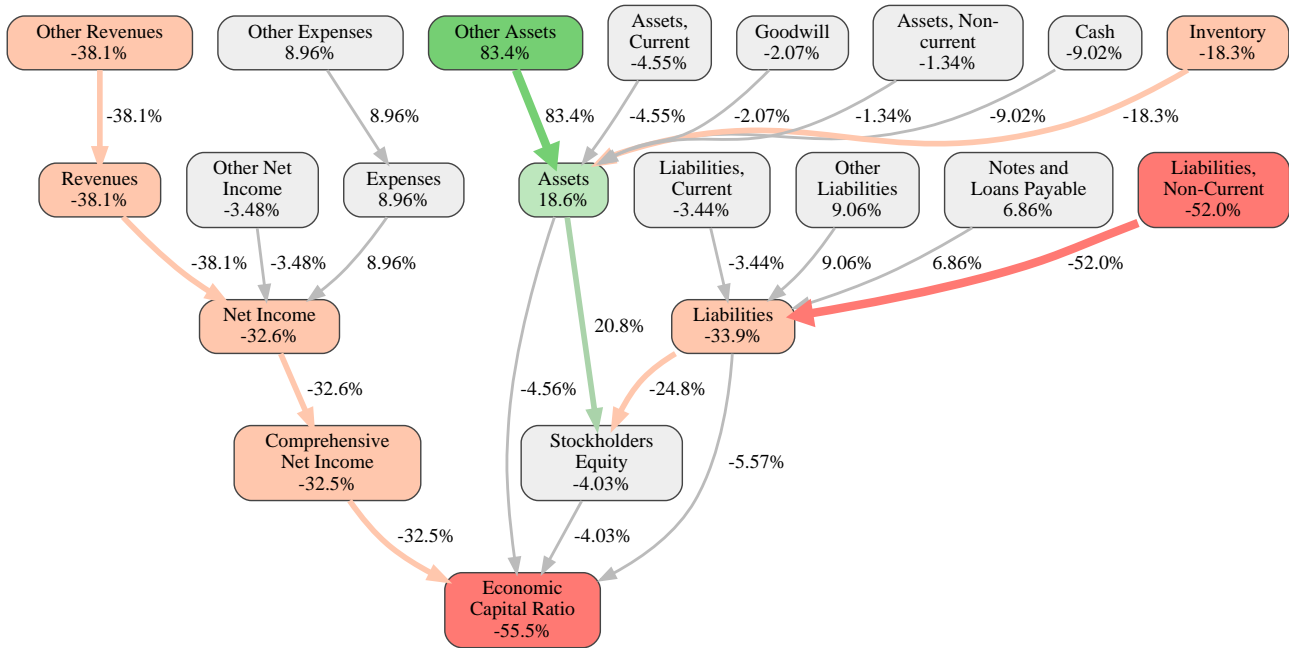 Other Revenues
-38.1%
Other Expenses
8.96%
Other Assets
83.4%
Assets,
Current
-4.55%
Goodwill
-2.07%
Assets, Non-
current
-1.34%
Cash
-9.02%
Inventory
-18.3%
-38.1%
8.96%
83.4%
-4.55%
-2.07%
-1.34%
-9.02%
-18.3%
Revenues
-38.1%
Other Net
Income
-3.48%
Expenses
8.96%
Assets
18.6%
Liabilities,
Current
-3.44%
Other
Liabilities
9.06%
Notes and
Loans Payable
6.86%
Liabilities,
Non-Current
-52.0%
-38.1%
-3.48%
8.96%
-3.44%
9.06%
6.86%
-52.0%
Net Income
-32.6%
20.8%
Liabilities
-33.9%
-32.6%
-4.56%
-24.8%
Comprehensive
Net Income
-32.5%
Stockholders
Equity
-4.03%
-5.57%
-32.5%
-4.03%
Economic
Capital Ratio
-55.5%